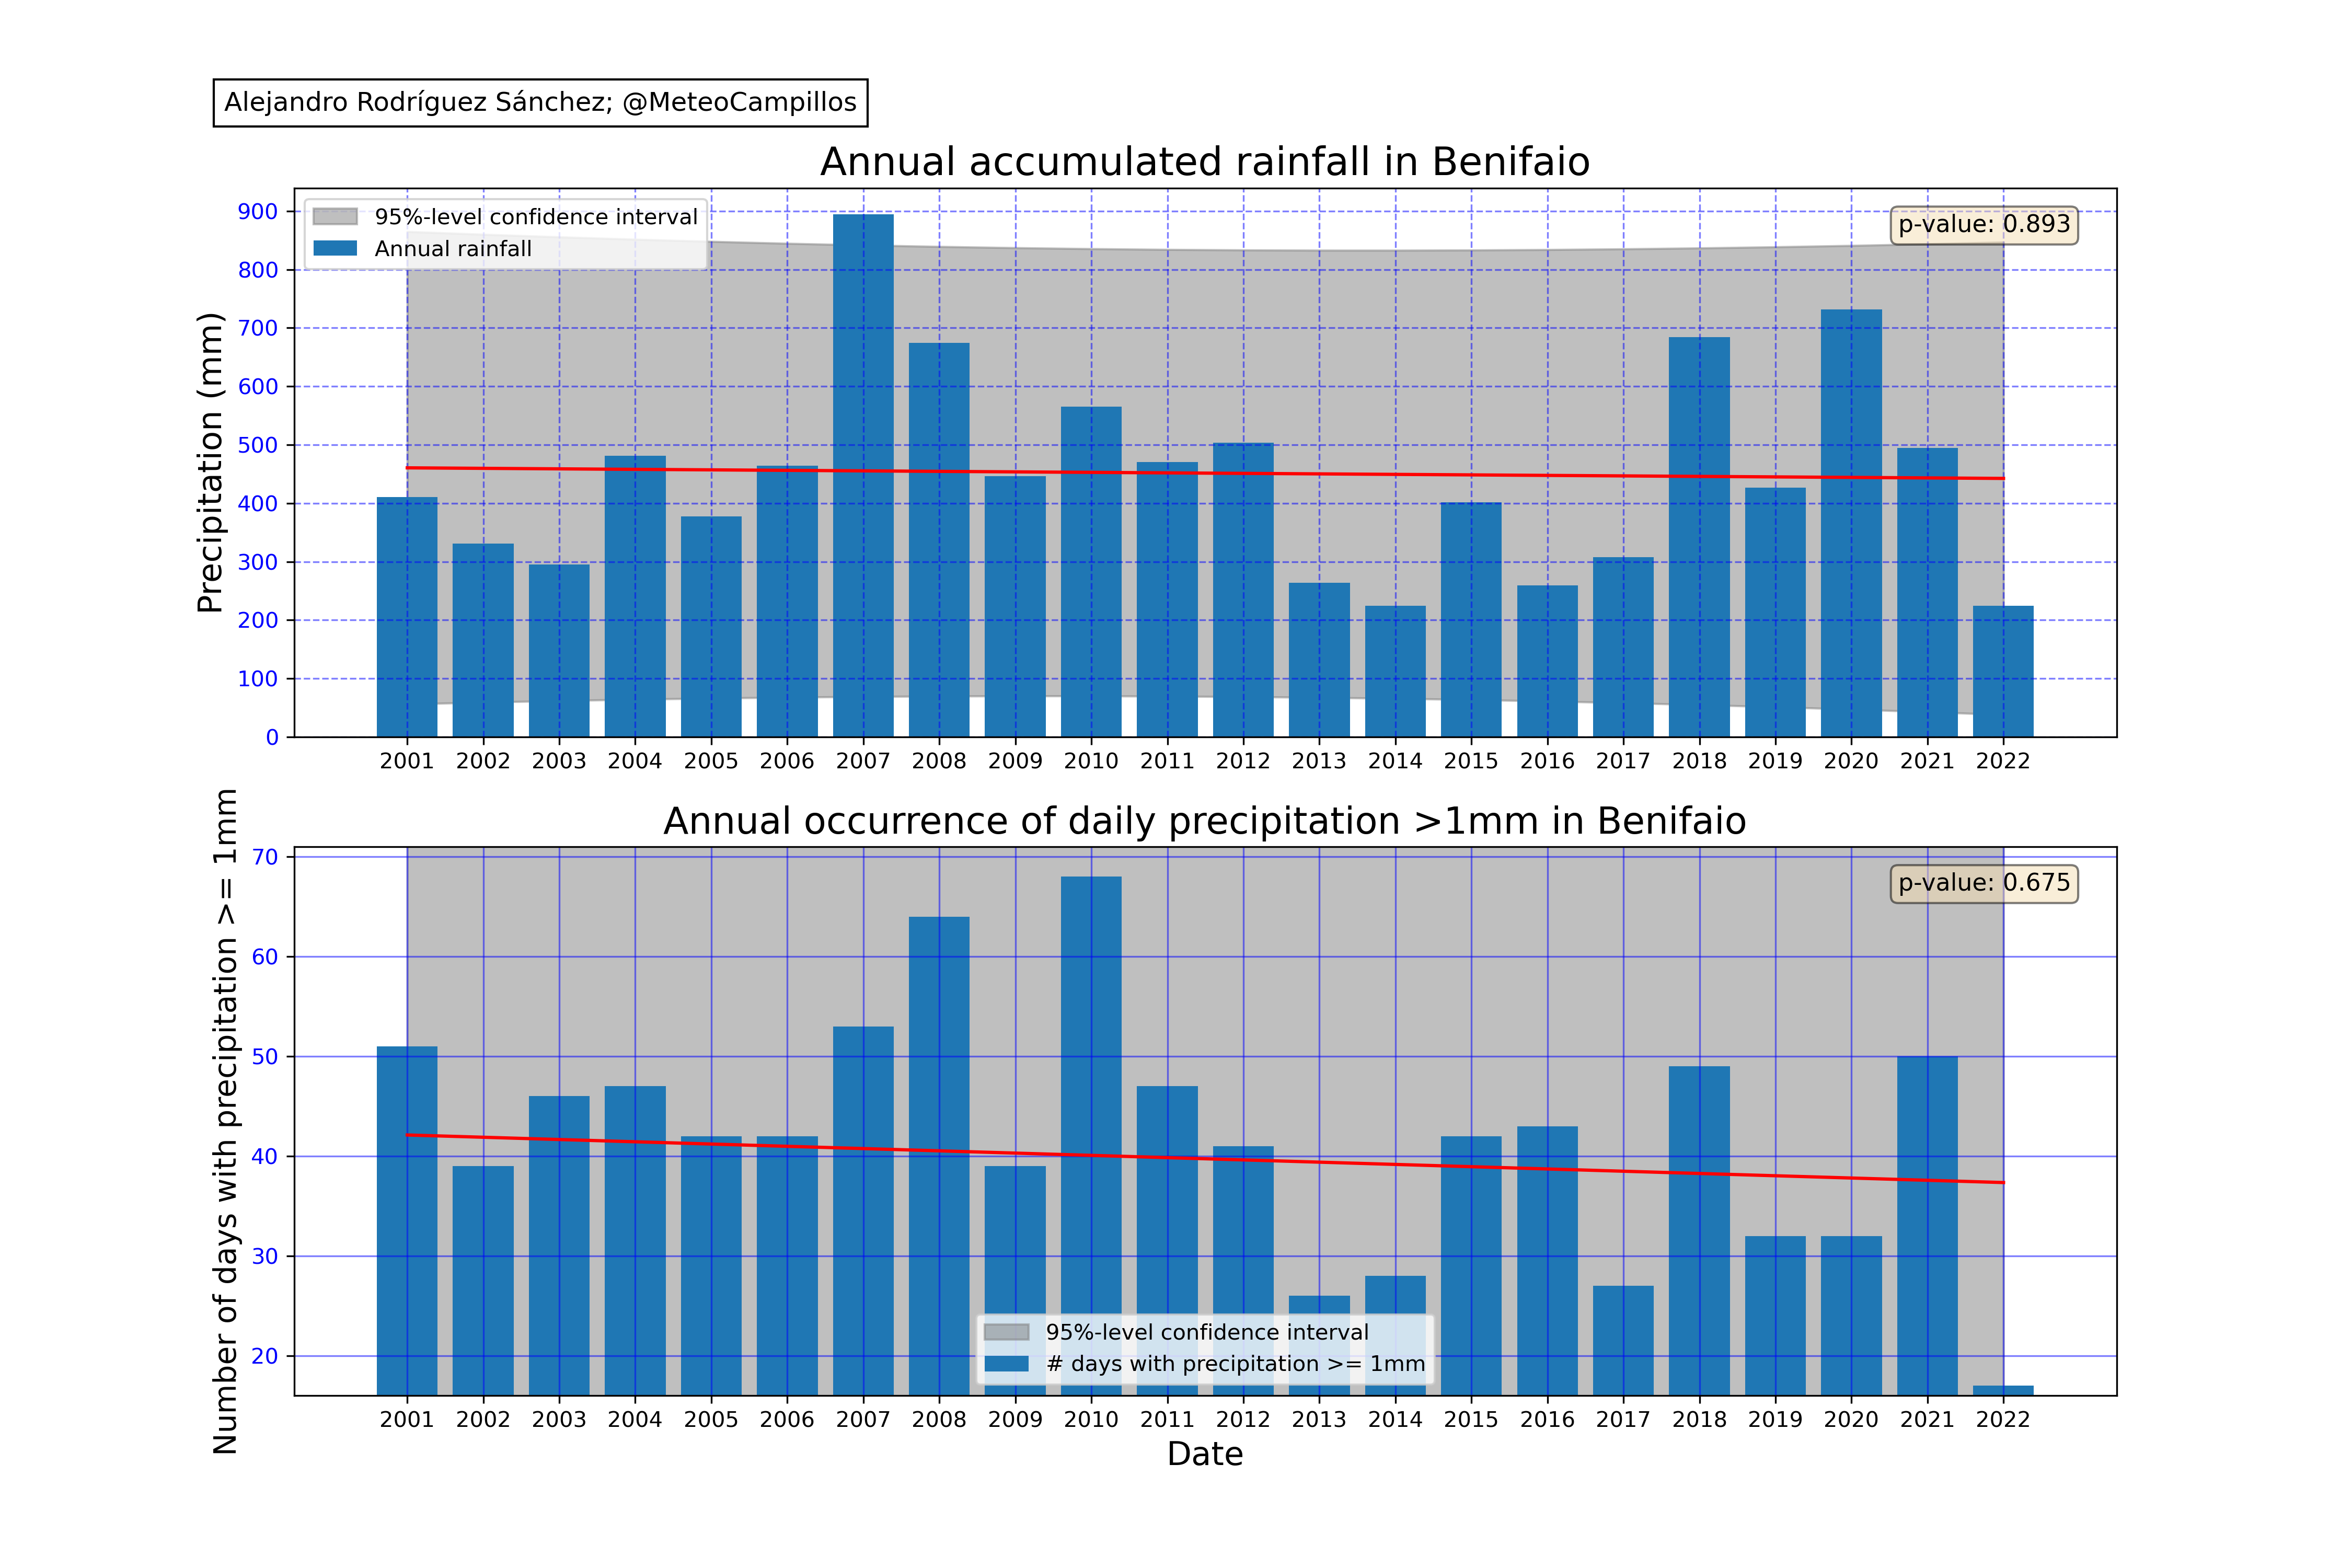 Alejandro Rodríguez Sánchez; @MeteoCampillos
Annual accumulated rainfall in Benifaio
95%-level confidence interval
Annual rainfall
p-value: 0.893
Precipitation (mm)
900
800
700
600
500
400
300
200
100
0
2001 2002 2003 2004 2005 2006 2007 2008 2009 2010 2011 2012 2013 2014 2015 2016 2017 2018 2019 2020 2021 2022
Annual occurrence of daily precipitation >1mm in Benifaio
p-value: 0.675
Number of days with precipitation >= 1mm
70
60
50
40
30
20
95%-level confidence interval
# days with precipitation >= 1mm
2001 2002 2003 2004 2005 2006 2007 2008 2009 2010 2011 2012 2013 2014 2015 2016 2017 2018 2019 2020 2021 2022
Date